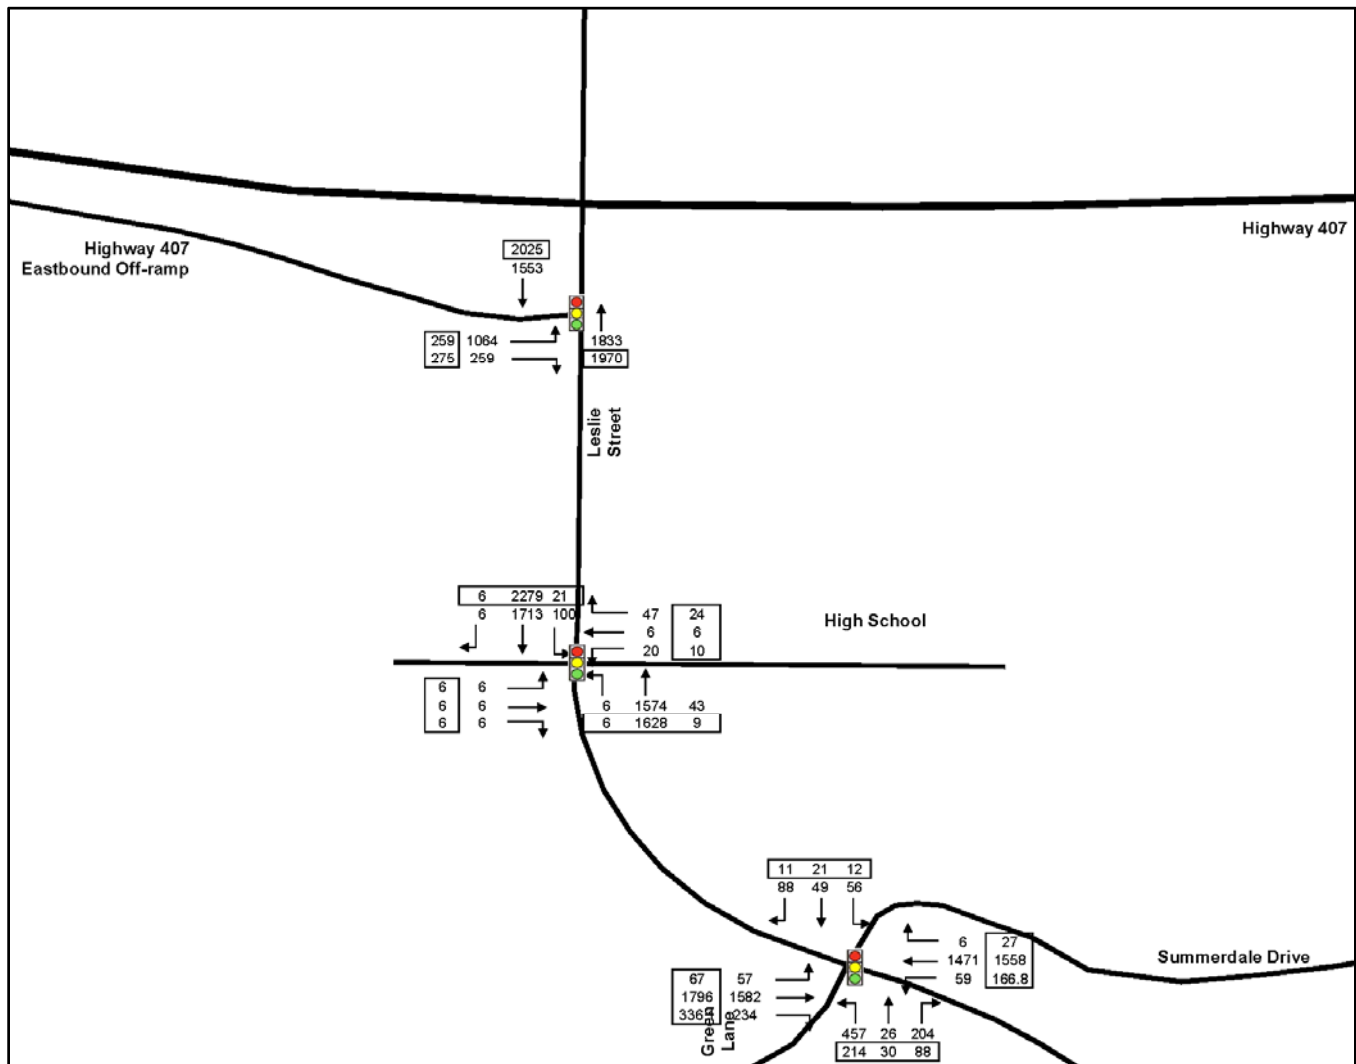 Highway 407
Highway 407
Eastbound Off-ramp
2025
1553
259 1064
275 259
1833
1970
Leslie
Street
6 2279 21
6 1713 100
47 24
6 6
20 10
High School
6 6
6 6
6 6
6 1574 43
6 1628 9
11 21 12
88 49 56
6 27
1471 1558
59 166.8
Summerdale Drive
67 57
1796 1582
336 234
Green
Lane
457 26 204
214 30 88